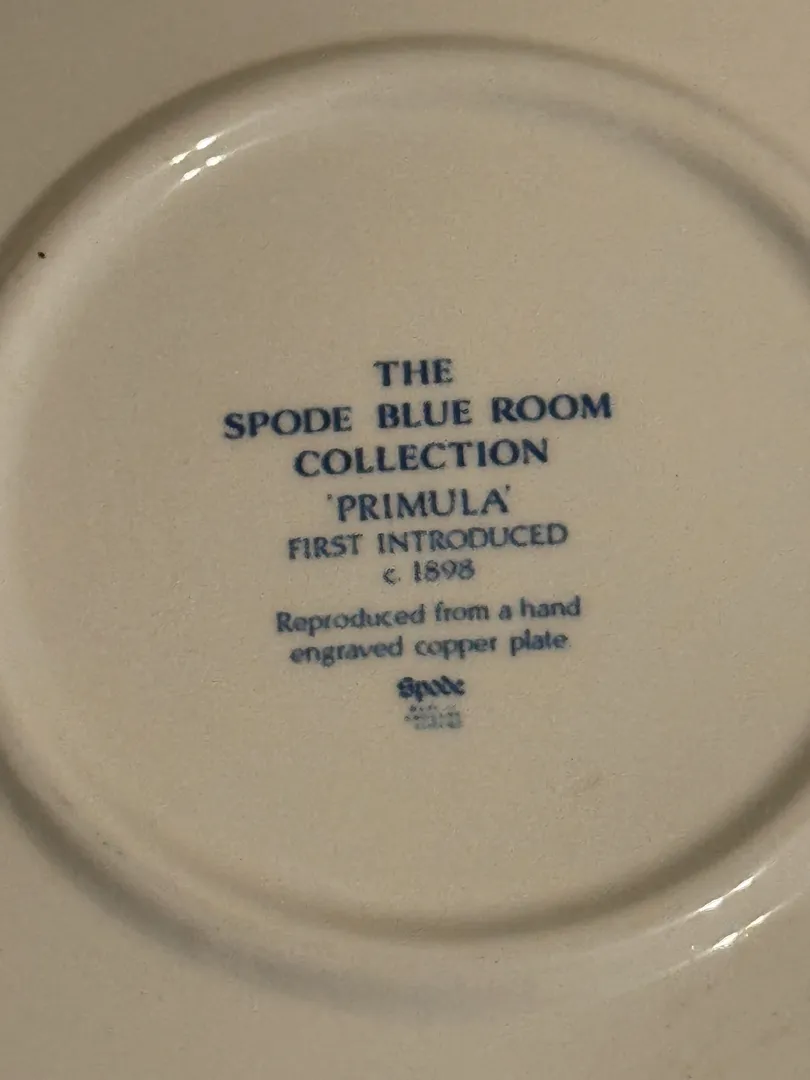 THE
SPODE BLUE ROOM
COLLECTION
'PRIMULA'
FIRST INTRODUCED
c. 1898
Reproduced from a hand
engraved copper plate
Spode